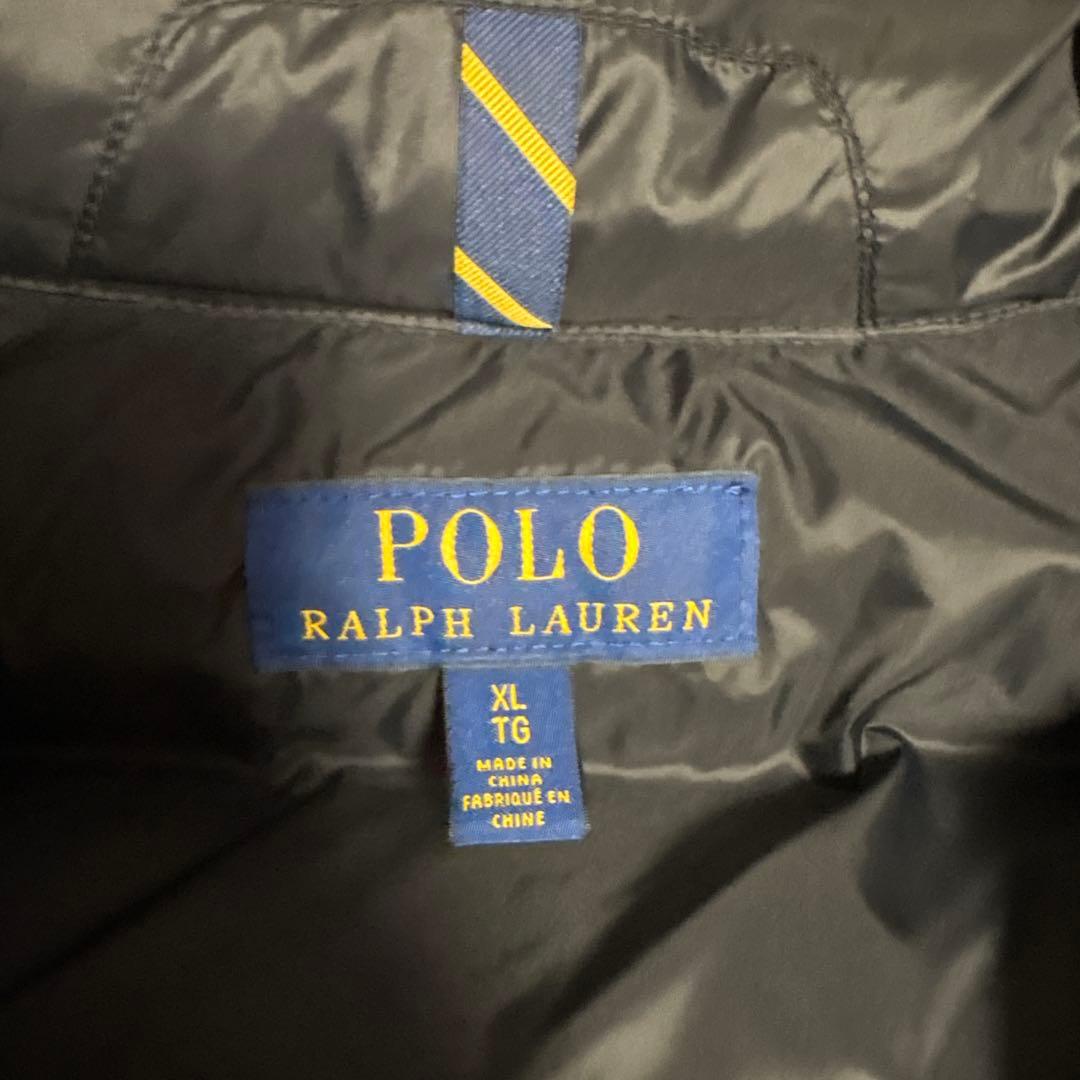 POLO
RALPH LAUREN
XL
TG
MADE IN
CHINA
FABRIQUÉ EN
CHINE